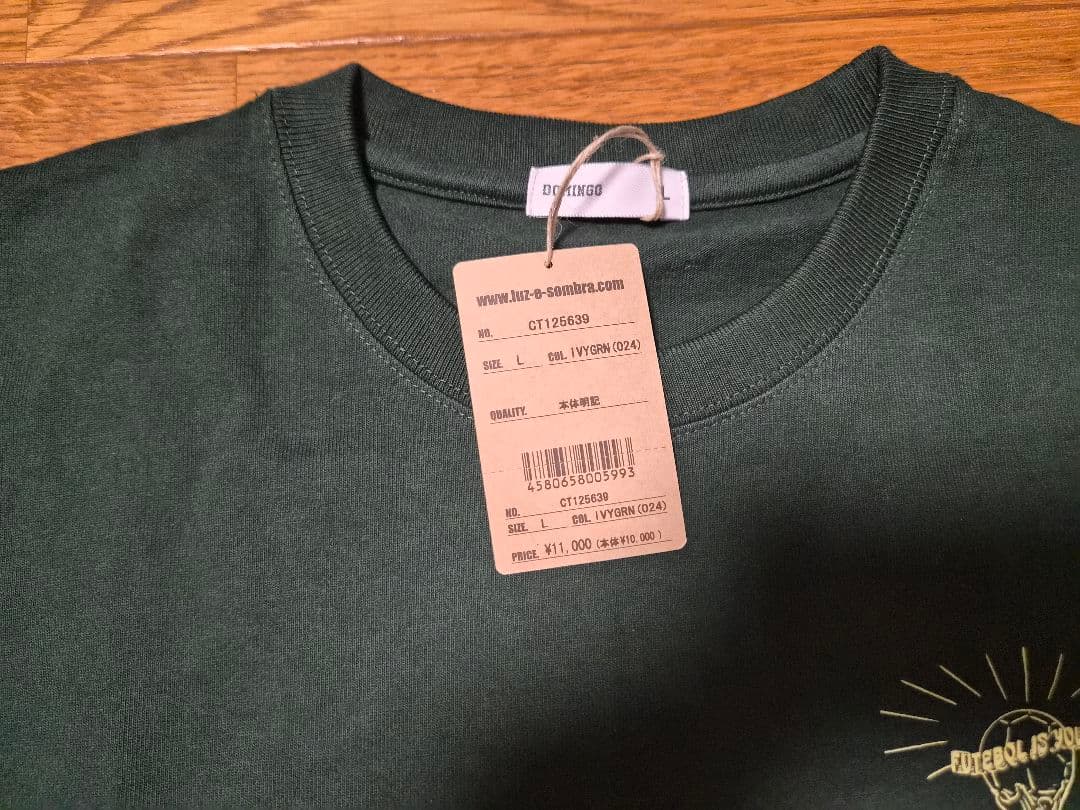 DOMINGO L
www.luz-e-sombra.com
NO. CT125639
SIZE. L COL. IVYGRN(024)
QUALITY. 本体明記
4580658005993
NO. CT125639
SIZE. L COL. IVYGRN(024)
PRICE. ¥11,000 (本体¥10,000 )
FUTEBOL IS